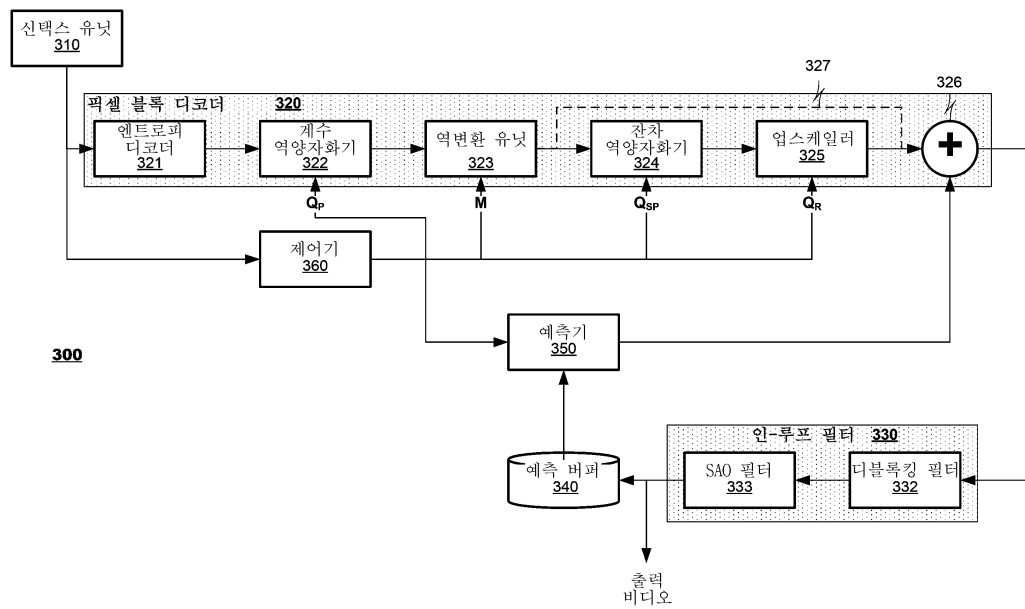 신택스 유닛
310
327
326
픽셀 블록 디코더 320
엔트로피
디코더
321
계수
역양자화기
322
역변환 유닛
323
잔차
역양자화기
324
업스케일러
325
+
QP
M
QSP
QR
제어기
360
예측기
350
300
인-루프 필터 330
예측 버퍼
340
SAO 필터
333
디블록킹 필터
332
출력
비디오